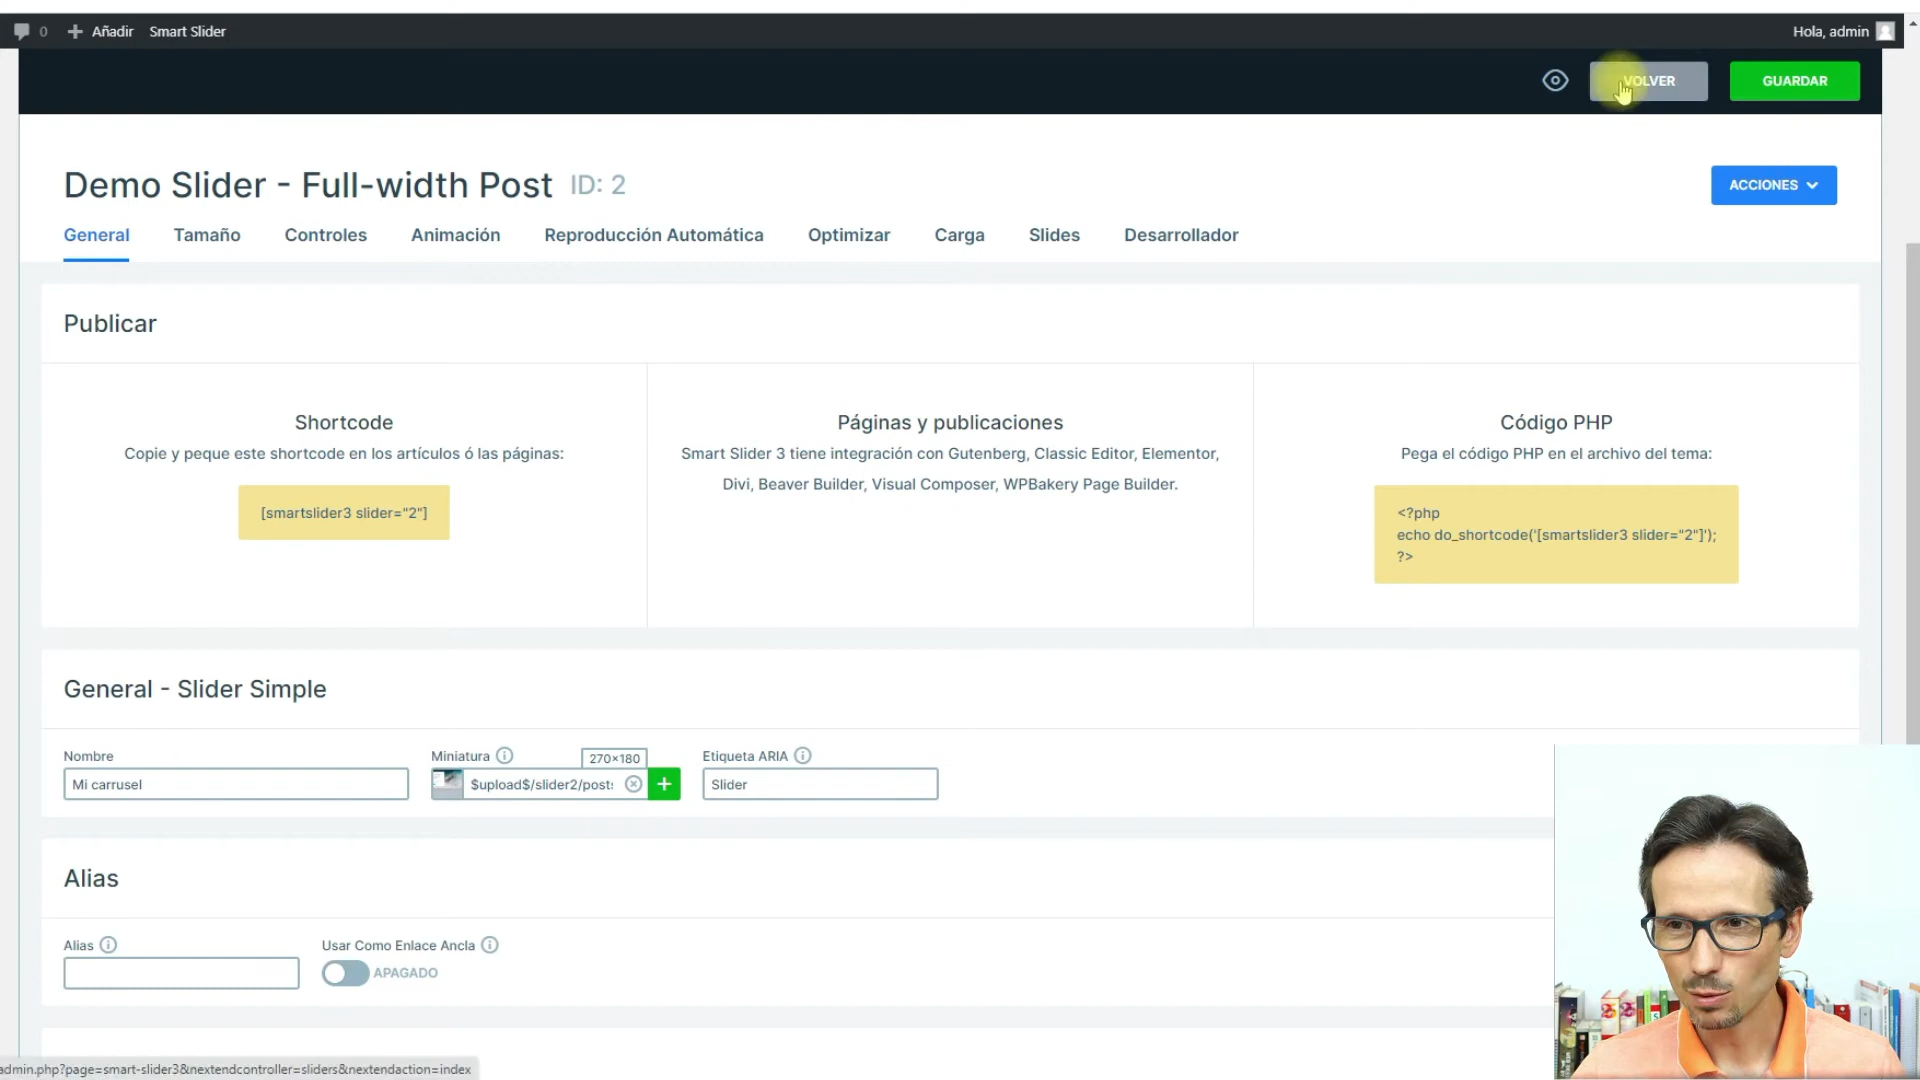 0 Añadir Smart Slider Hola, admin
VOLVER GUARDAR
Demo Slider - Full-width Post ID: 2 ACCIONES
General Tamaño Controles Animación Reproducción Automática Optimizar Carga Slides Desarrollador
Publicar
Shortcode
Copie y peque este shortcode en los artículos ó las páginas:
[smartslider3 slider="2"]
Páginas y publicaciones
Smart Slider 3 tiene integración con Gutenberg, Classic Editor, Elementor,
Divi, Beaver Builder, Visual Composer, WPBakery Page Builder.
Código PHP
Pega el código PHP en el archivo del tema:
<?php
echo do_shortcode('[smartslider3 slider="2"]');
?>
General - Slider Simple
Nombre Miniatura 270×180 Etiqueta ARIA
Mi carrusel $upload$/slider2/post: Slider
Alias
Alias Usar Como Enlace Ancla
APAGADO
admin.php?page=smart-slider3&nextendcontroller=sliders&nextendaction=index